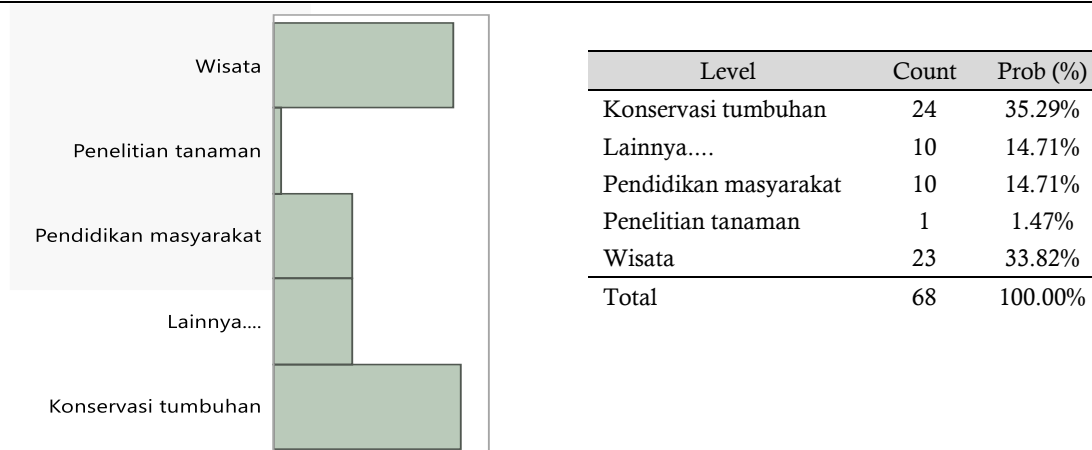 Wisata
Penelitian tanaman
Pendidikan masyarakat
Lainnya....
Konservasi tumbuhan
Level Count Prob (%)
Konservasi tumbuhan 24 35.29%
Lainnya.... 10 14.71%
Pendidikan masyarakat 10 14.71%
Penelitian tanaman 1 1.47%
Wisata 23 33.82%
Total 68 100.00%